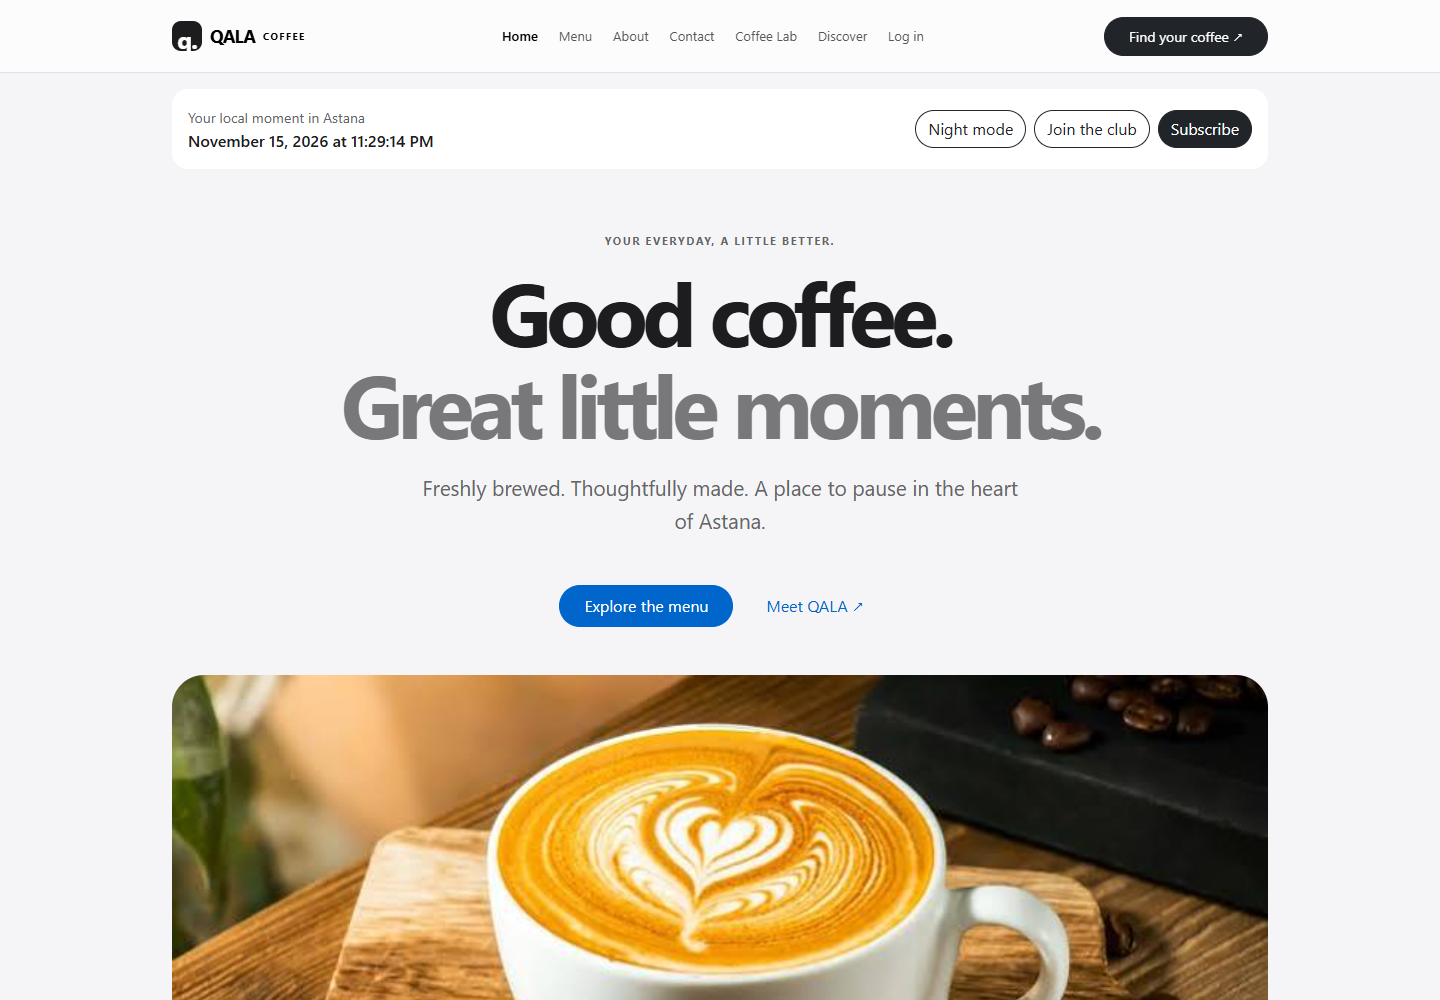 q.
QALA COFFEE
Home
Menu
About
Contact
Coffee Lab
Discover
Log in
Find your coffee ↗
Your local moment in Astana
November 15, 2026 at 11:29:14 PM
Night mode
Join the club
Subscribe
YOUR EVERYDAY, A LITTLE BETTER.
Good coffee.
Great little moments.
Freshly brewed. Thoughtfully made. A place to pause in the heart
of Astana.
Explore the menu
Meet QALA ↗